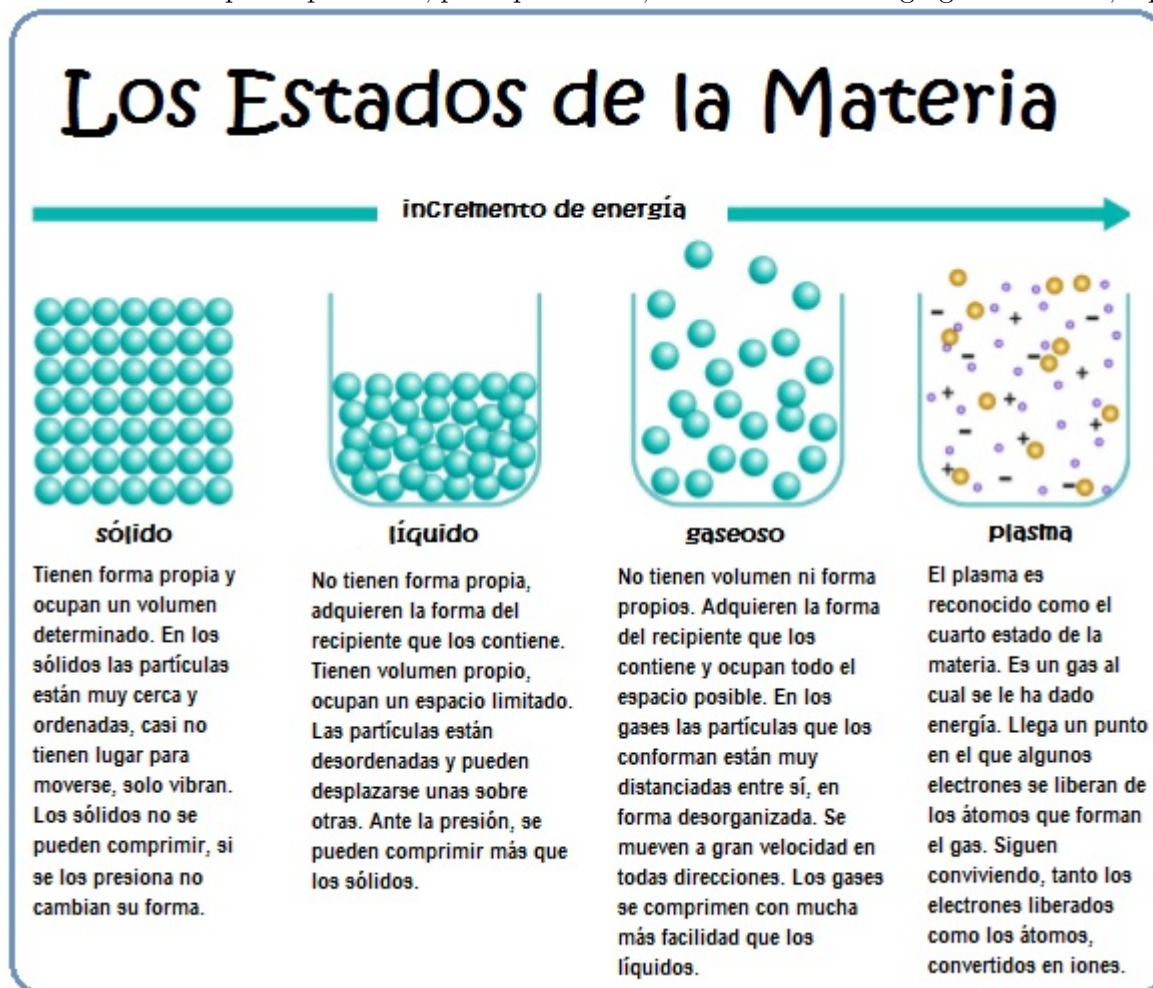 Los Estados de la Materia
incremento de energía
sólido
Tienen forma propia y
ocupan un volumen
determinado. En los
sólidos las partículas
están muy cerca y
ordenadas, casi no
tienen lugar para
moverse, solo vibran.
Los sólidos no se
pueden comprimir, si
se los presiona no
cambian su forma.
líquido
No tienen forma propia,
adquieren la forma del
recipiente que los contiene.
Tienen volumen propio,
ocupan un espacio limitado.
Las partículas están
desordenadas y pueden
desplazarse unas sobre
otras. Ante la presión, se
pueden comprimir más que
los sólidos.
gaseoso
No tienen volumen ni forma
propios. Adquieren la forma
del recipiente que los
contiene y ocupan todo el
espacio posible. En los
gases las partículas que los
conforman están muy
distanciadas entre sí, en
forma desorganizada. Se
mueven a gran velocidad en
todas direcciones. Los gases
se comprimen con mucha
más facilidad que los
líquidos.
plasma
El plasma es
reconocido como el
cuarto estado de la
materia. Es un gas al
cual se le ha dado
energía. Llega un punto
en el que algunos
electrones se liberan de
los átomos que forman
el gas. Siguen
conviviendo, tanto los
electrones liberados
como los átomos,
convertidos en iones.